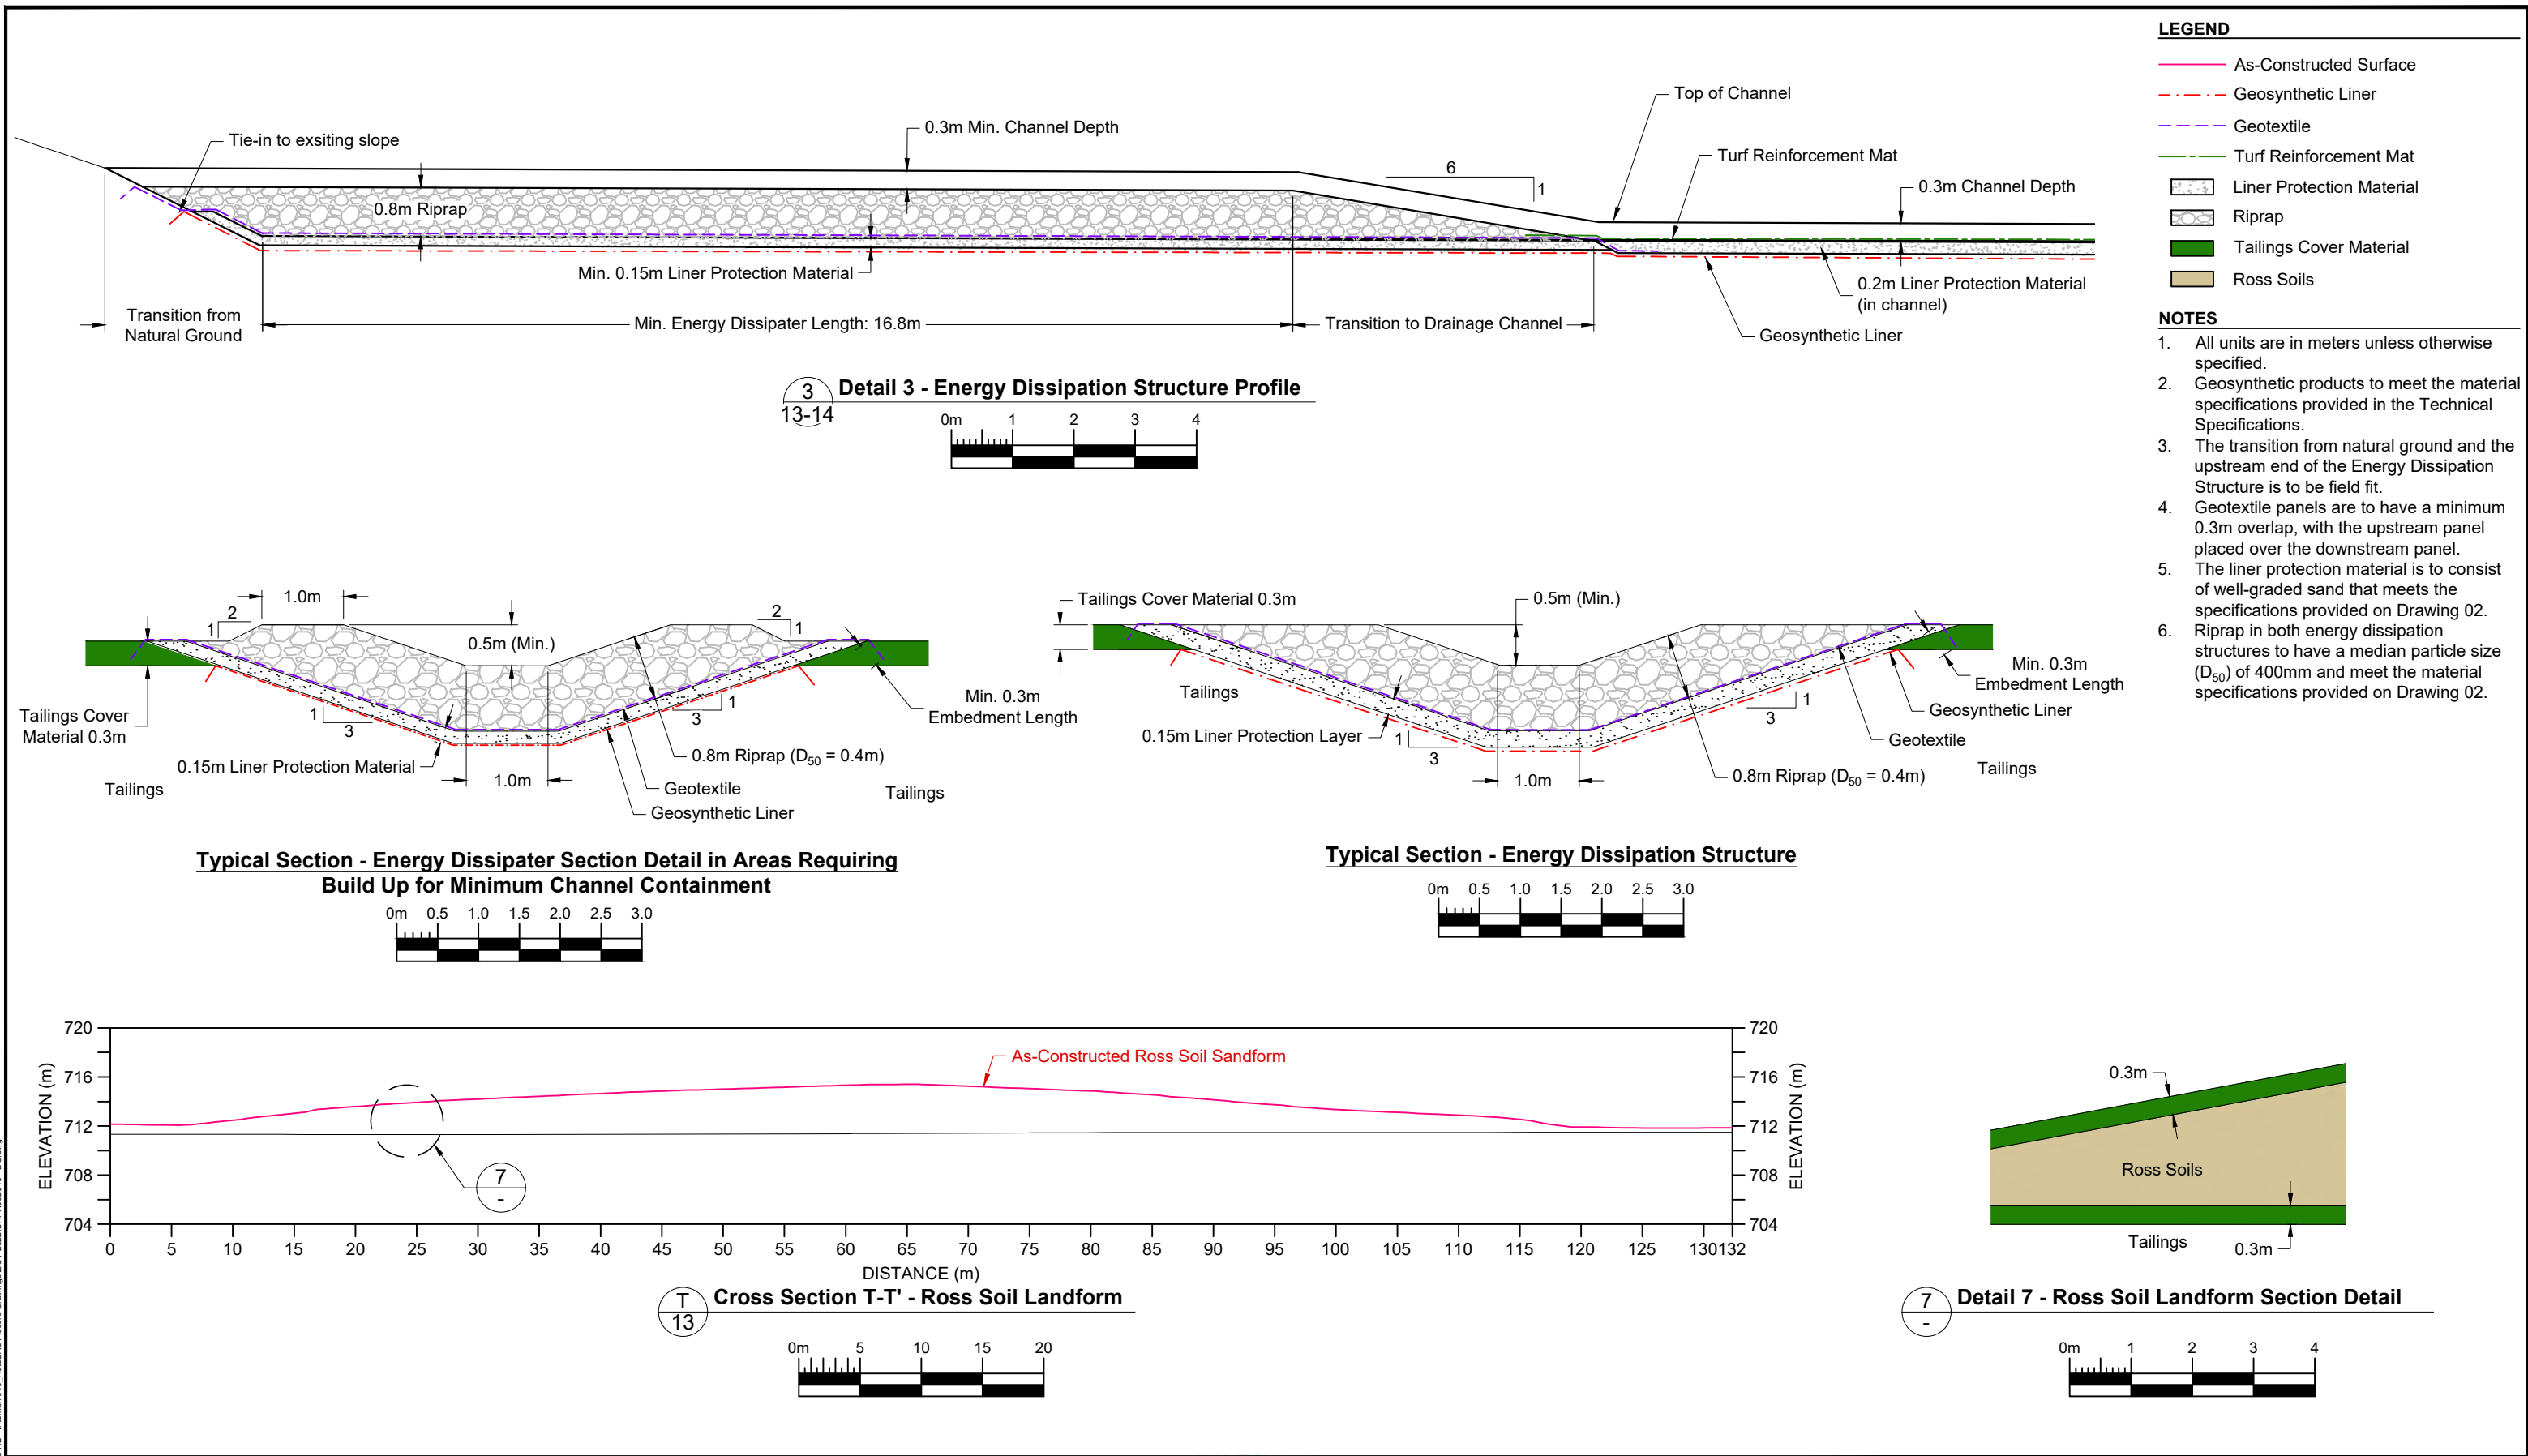 LEGEND
As-Constructed Surface
Geosynthetic Liner
Geotextile
Turf Reinforcement Mat
Liner Protection Material
Riprap
Tailings Cover Material
Ross Soils
NOTES
1. All units are in meters unless otherwise
specified.
2. Geosynthetic products to meet the material
specifications provided in the Technical
Specifications.
3. The transition from natural ground and the
upstream end of the Energy Dissipation
Structure is to be field fit.
4. Geotextile panels are to have a minimum
0.3m overlap, with the upstream panel
placed over the downstream panel.
5. The liner protection material is to consist
of well-graded sand that meets the
specifications provided on Drawing 02.
6. Riprap in both energy dissipation
structures to have a median particle size
(D50) of 400mm and meet the material
specifications provided on Drawing 02.
Tie-in to exsiting slope
0.3m Min. Channel Depth
Top of Channel
Turf Reinforcement Mat
6
1
0.3m Channel Depth
0.8m Riprap
Min. 0.15m Liner Protection Material
0.2m Liner Protection Material
(in channel)
Geosynthetic Liner
Transition from
Natural Ground
Min. Energy Dissipater Length: 16.8m
Transition to Drainage Channel
3
13-14
Detail 3 - Energy Dissipation Structure Profile
0m 1 2 3 4
1.0m
2
1
0.5m (Min.)
2
1
Tailings Cover
Material 0.3m
Tailings
1
3
0.15m Liner Protection Material
1.0m
3
1
Min. 0.3m
Embedment Length
0.8m Riprap (D50 = 0.4m)
Geotextile
Geosynthetic Liner
Tailings
Typical Section - Energy Dissipater Section Detail in Areas Requiring
Build Up for Minimum Channel Containment
0m 0.5 1.0 1.5 2.0 2.5 3.0
Tailings Cover Material 0.3m
0.5m (Min.)
Tailings
0.15m Liner Protection Layer
1
3
1.0m
1
3
Min. 0.3m
Embedment Length
Geosynthetic Liner
Geotextile
0.8m Riprap (D50 = 0.4m)
Tailings
Typical Section - Energy Dissipation Structure
0m 0.5 1.0 1.5 2.0 2.5 3.0
ELEVATION (m)
720
716
712
708
704
As-Constructed Ross Soil Sandform
7
-
720
716
712
708
704
ELEVATION (m)
0 5 10 15 20 25 30 35 40 45 50 55 60 65 70 75 80 85 90 95 100 105 110 115 120 125 130 132
DISTANCE (m)
T
13
Cross Section T-T' - Ross Soil Landform
0m 5 10 15 20
0.3m
Ross Soils
Tailings
0.3m
7
-
Detail 7 - Ross Soil Landform Section Detail
0m 1 2 3 4